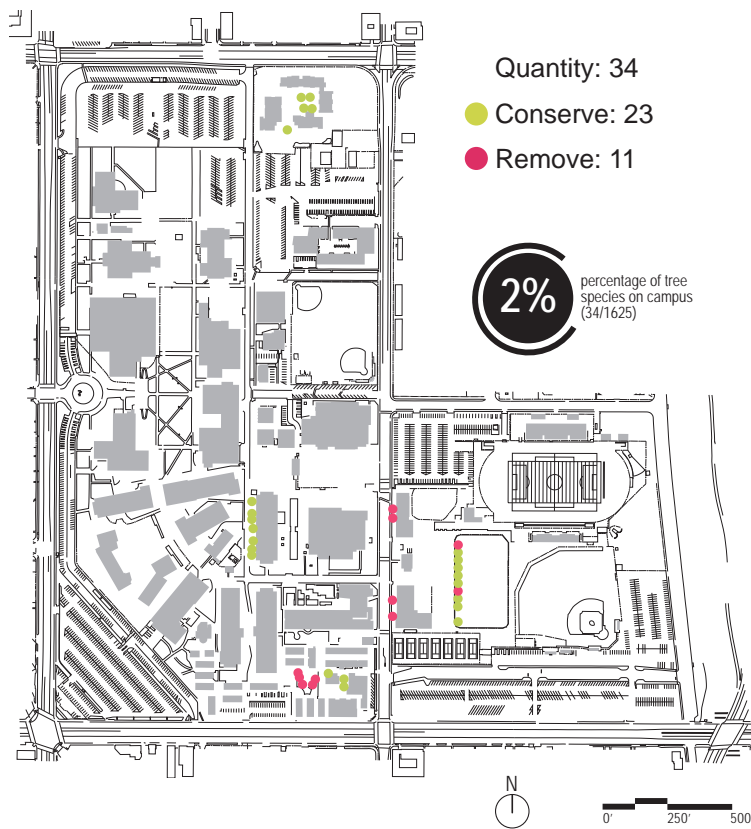 Quantity: 34
Conserve: 23
Remove: 11
2%
percentage of tree
species on campus
(34/1625)
N
0'
250'
500